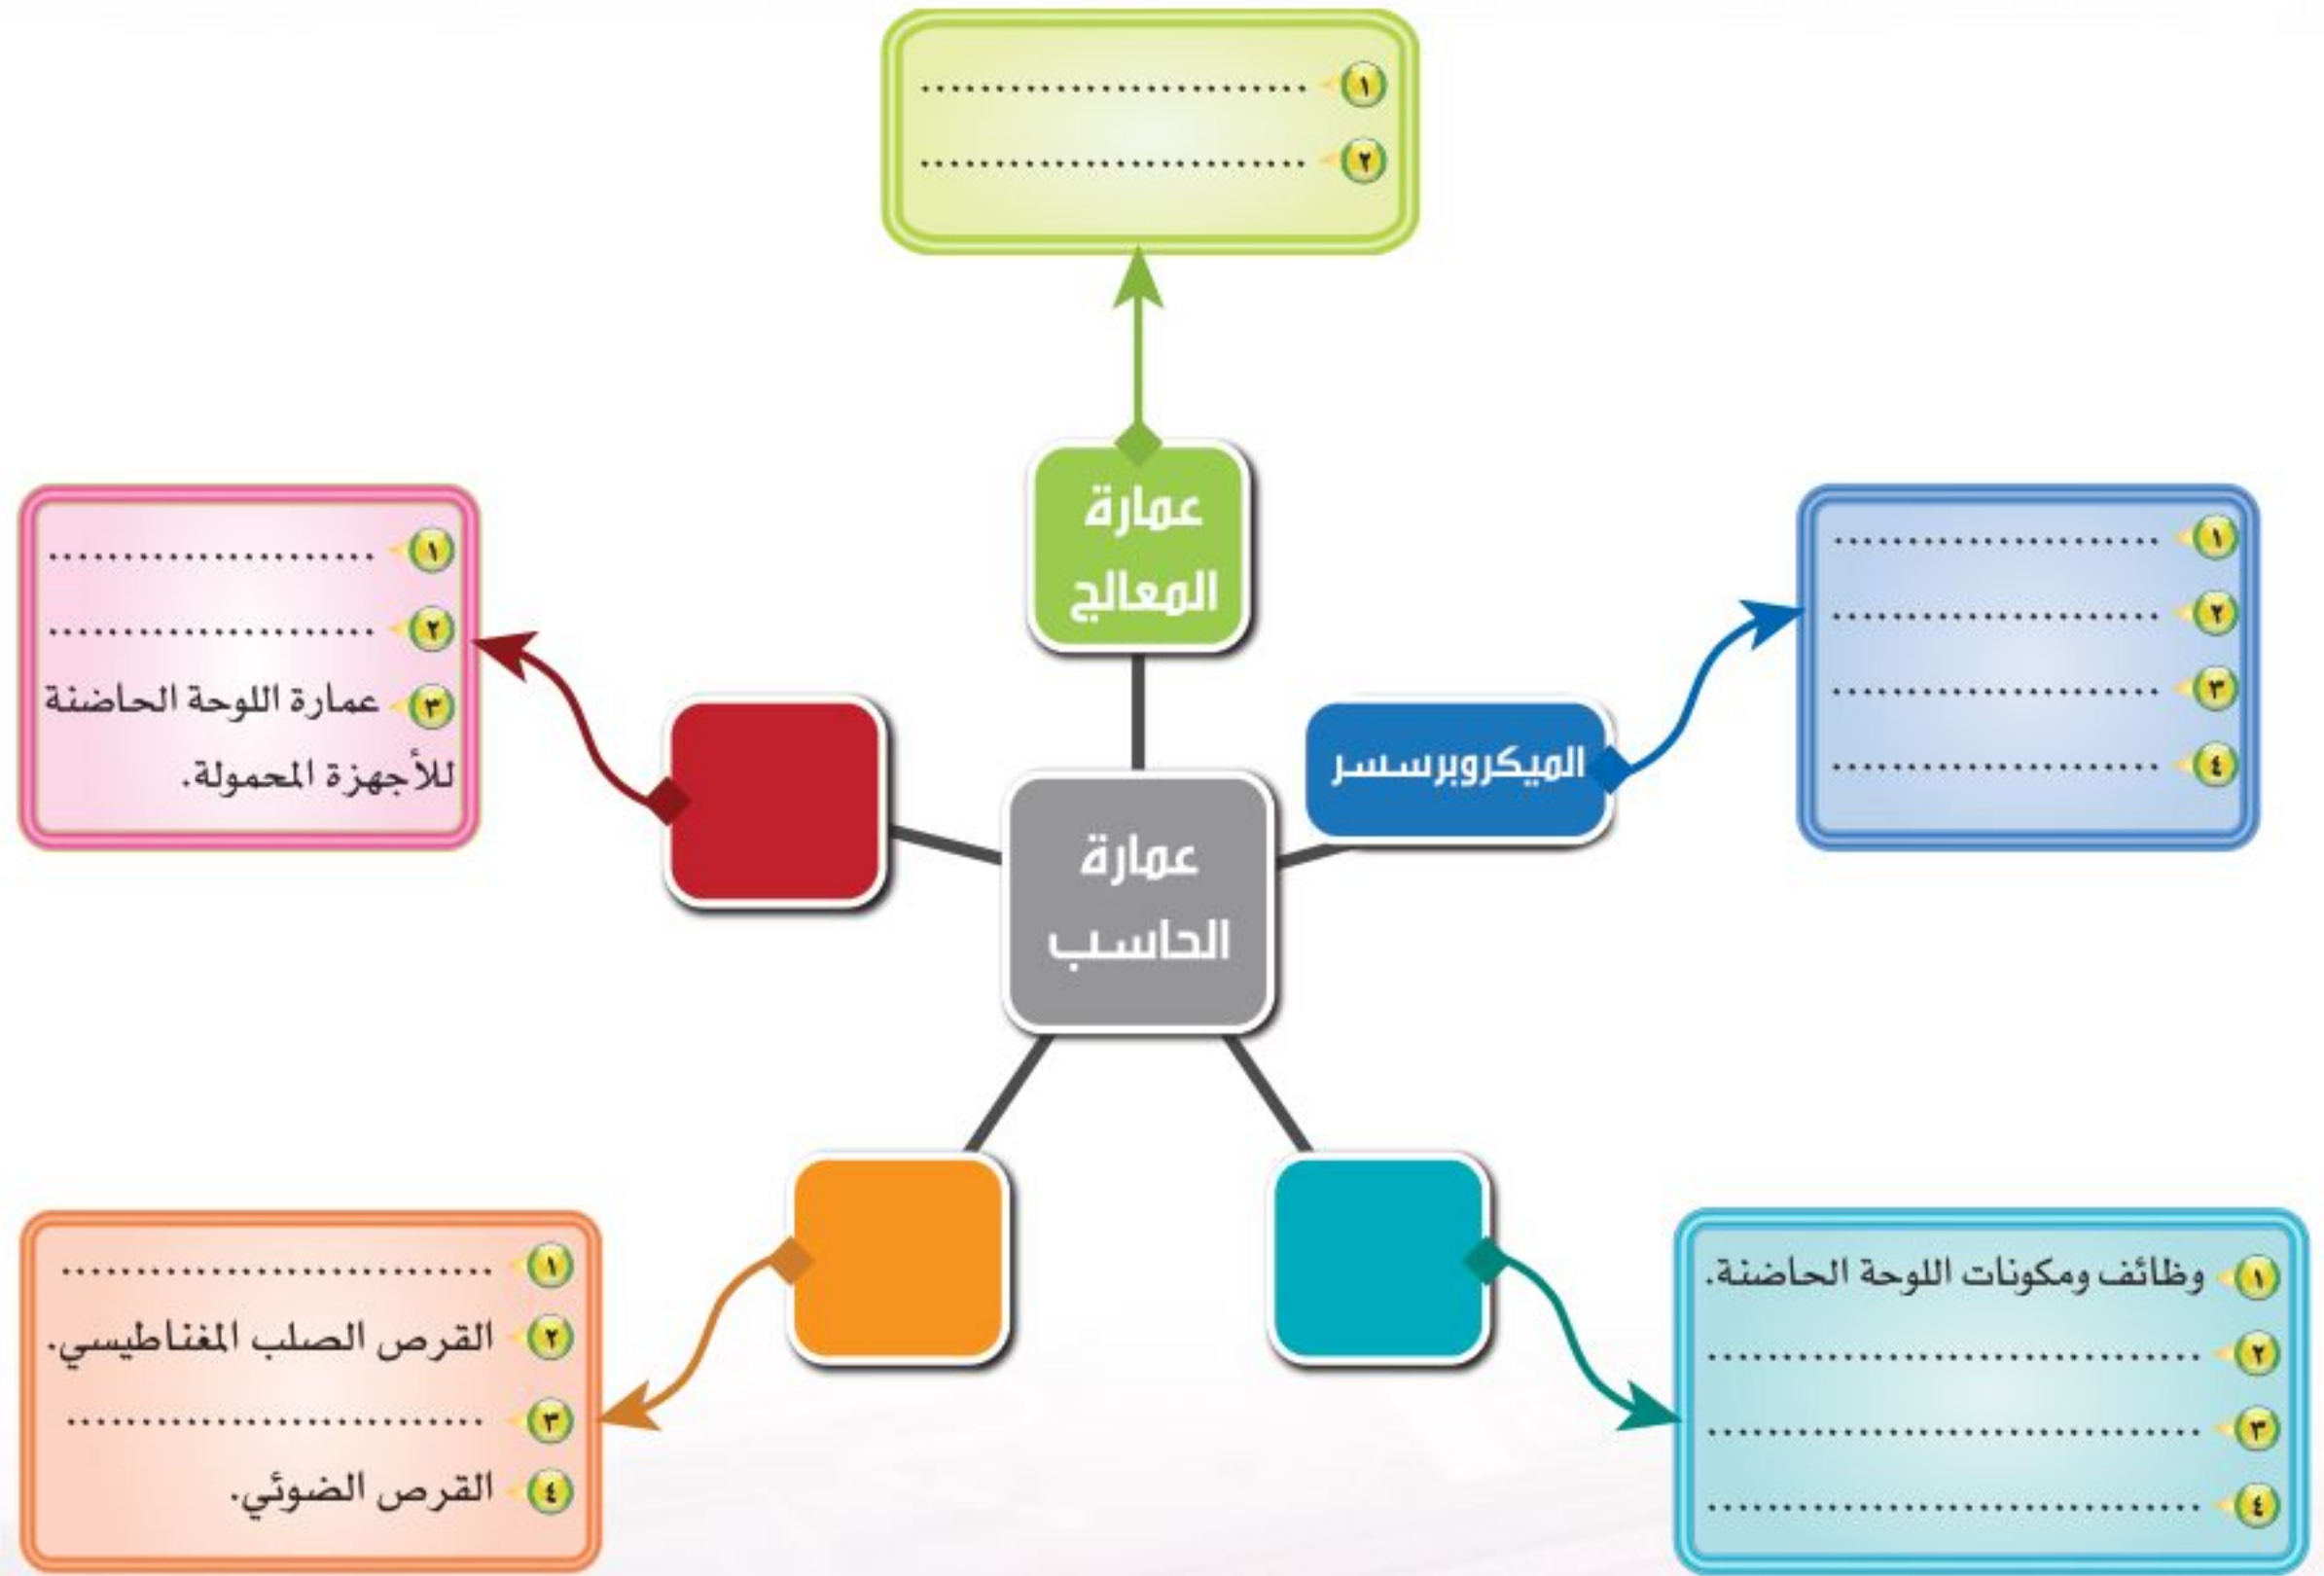 ١ ..........................
٢ ..........................
عمارة
المعالج
الميكروبرسسر
١ ......................
٢ ......................
٣ ......................
٤ ......................
١ ......................
٢ ......................
٣ عمارة اللوحة الحاضنة
للأجهزة المحمولة.
عمارة
الحاسب
١ وظائف ومكونات اللوحة الحاضنة.
٢ .................................
٣ .................................
٤ .................................
١ .............................
٢ القرص الصلب المغناطيسي.
٣ ............................
٤ القرص الضوئي.